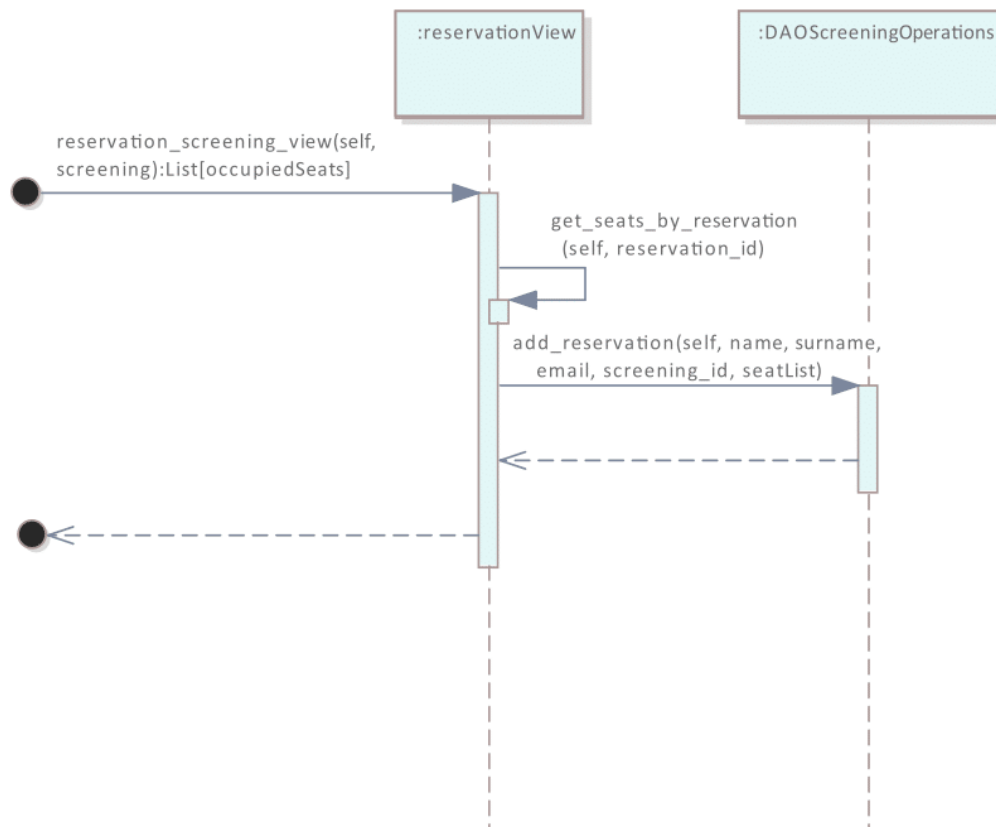 :reservationView
:DAOScreeningOperations
reservation_screening_view(self,
screening):List[occupiedSeats]
get_seats_by_reservation
(self, reservation_id)
add_reservation(self, name, surname,
email, screening_id, seatList)